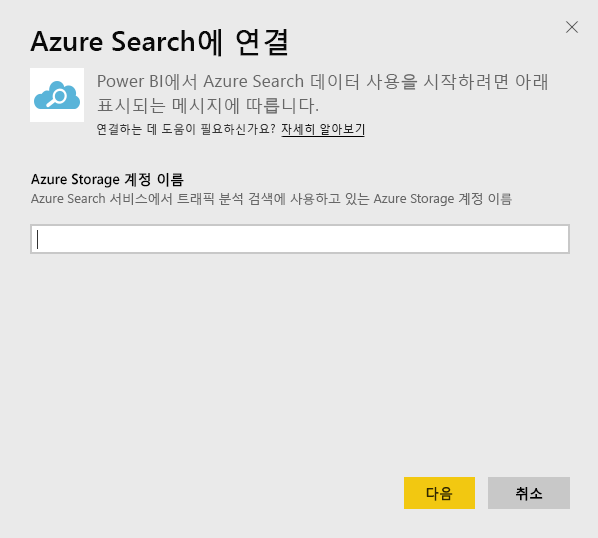 Azure Search에 연결
Power BI에서 Azure Search 데이터 사용을 시작하려면 아래
표시되는 메시지에 따릅니다.
연결하는 데 도움이 필요하신가요? 자세히 알아보기
Azure Storage 계정 이름
Azure Search 서비스에서 트래픽 분석 검색에 사용하고 있는 Azure Storage 계정 이름
다음
취소